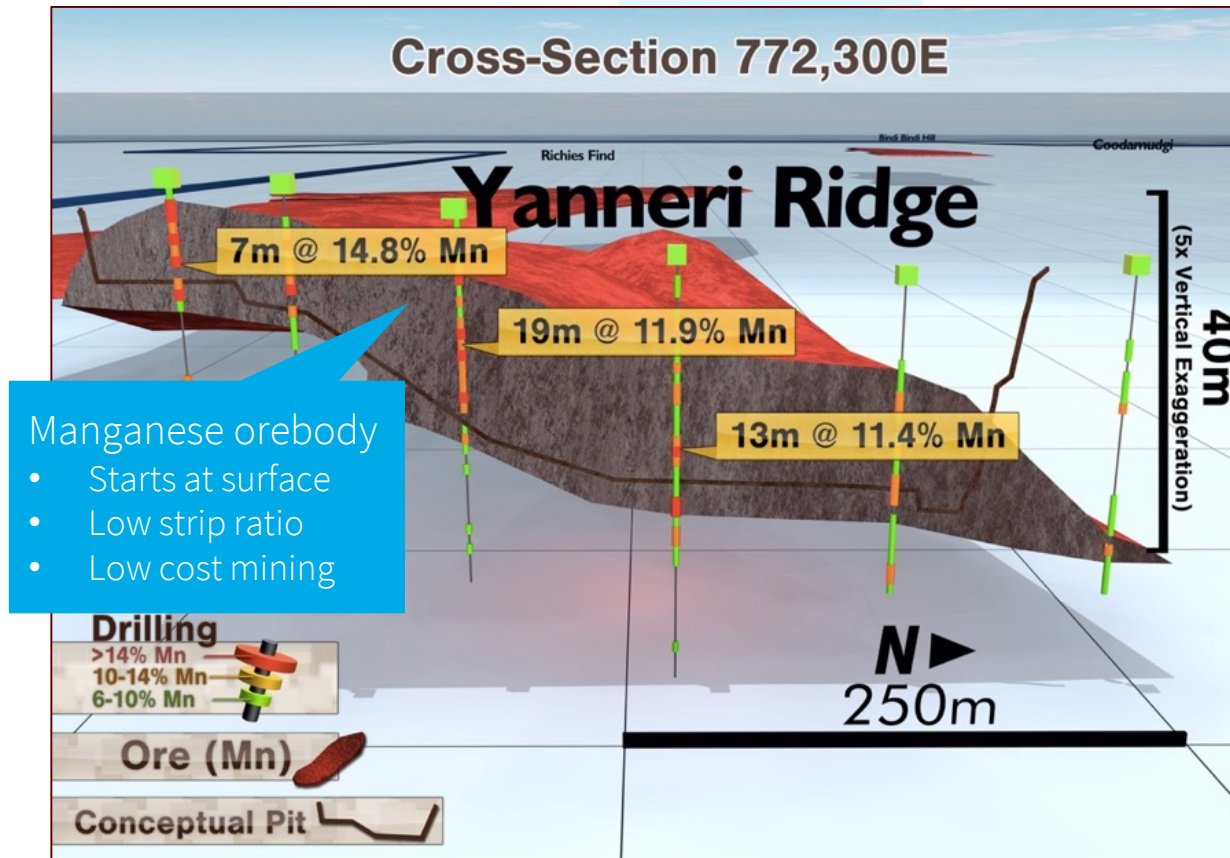 Cross-Section 772,300E
Richies Find
Bindi Bindi Hill
Coodamudgi
Yanneri Ridge
7m @ 14.8% Mn
19m @ 11.9% Mn
13m @ 11.4% Mn
40m
(5x Vertical Exaggeration)
Manganese orebody
• Starts at surface
• Low strip ratio
• Low cost mining
Drilling
>14% Mn
10-14% Mn
6-10% Mn
Ore (Mn)
Conceptual Pit
N
250m